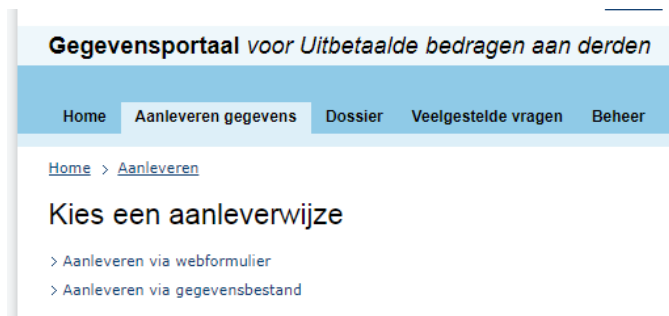 Gegevensportaal voor Uitbetaalde bedragen aan derden
Home Aanleveren gegevens Dossier Veelgestelde vragen Beheer
Home > Aanleveren
Kies een aanleverwijze
> Aanleveren via webformulier
> Aanleveren via gegevensbestand